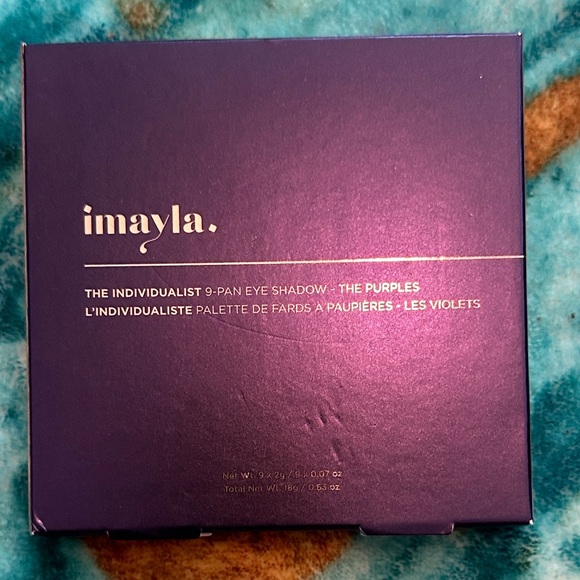 imayla.
THE INDIVIDUALIST 9-PAN EYE SHADOW - THE PURPLES
L'INDIVIDUALISTE PALETTE DE FARDS À PAUPIÈRES - LES VIOLETS
Net Wt. 9 x 2g / 9 x 0.07 oz
Total Net Wt. 18g / 0.63 oz